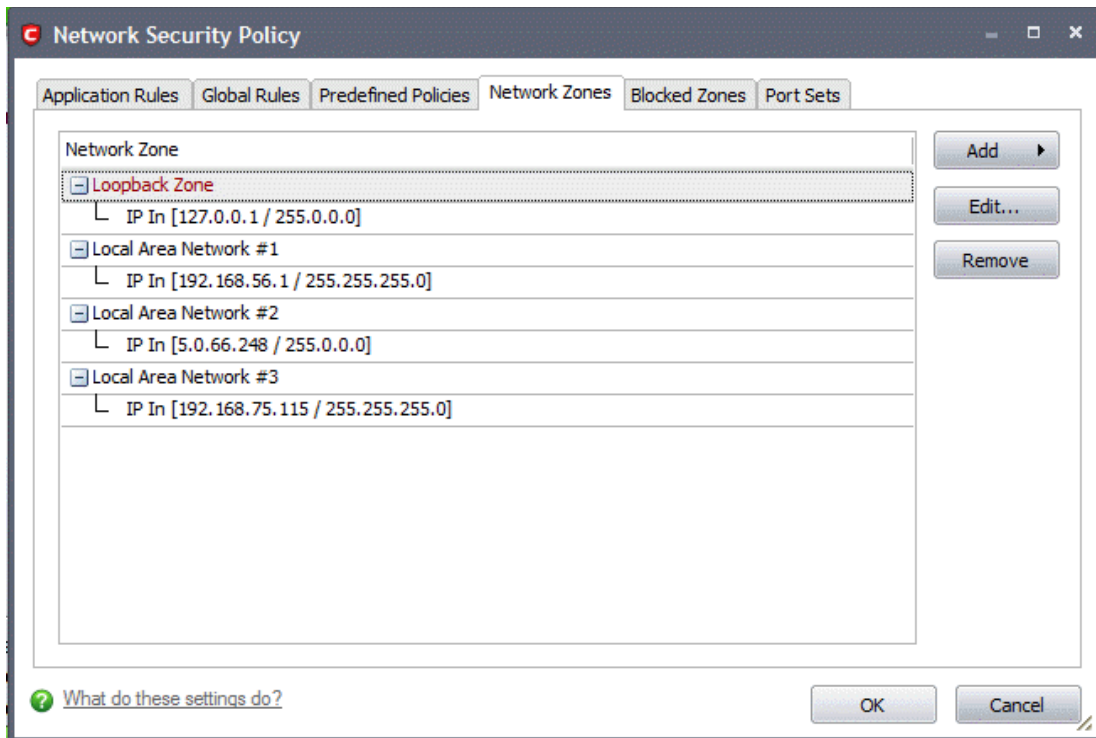 Network Security Policy
Application Rules Global Rules Predefined Policies Network Zones Blocked Zones Port Sets
Network Zone
Loopback Zone
IP In [127.0.0.1 / 255.0.0.0]
Local Area Network #1
IP In [192.168.56.1 / 255.255.255.0]
Local Area Network #2
IP In [5.0.66.248 / 255.0.0.0]
Local Area Network #3
IP In [192.168.75.115 / 255.255.255.0]
Add
Edit...
Remove
What do these settings do?
OK Cancel